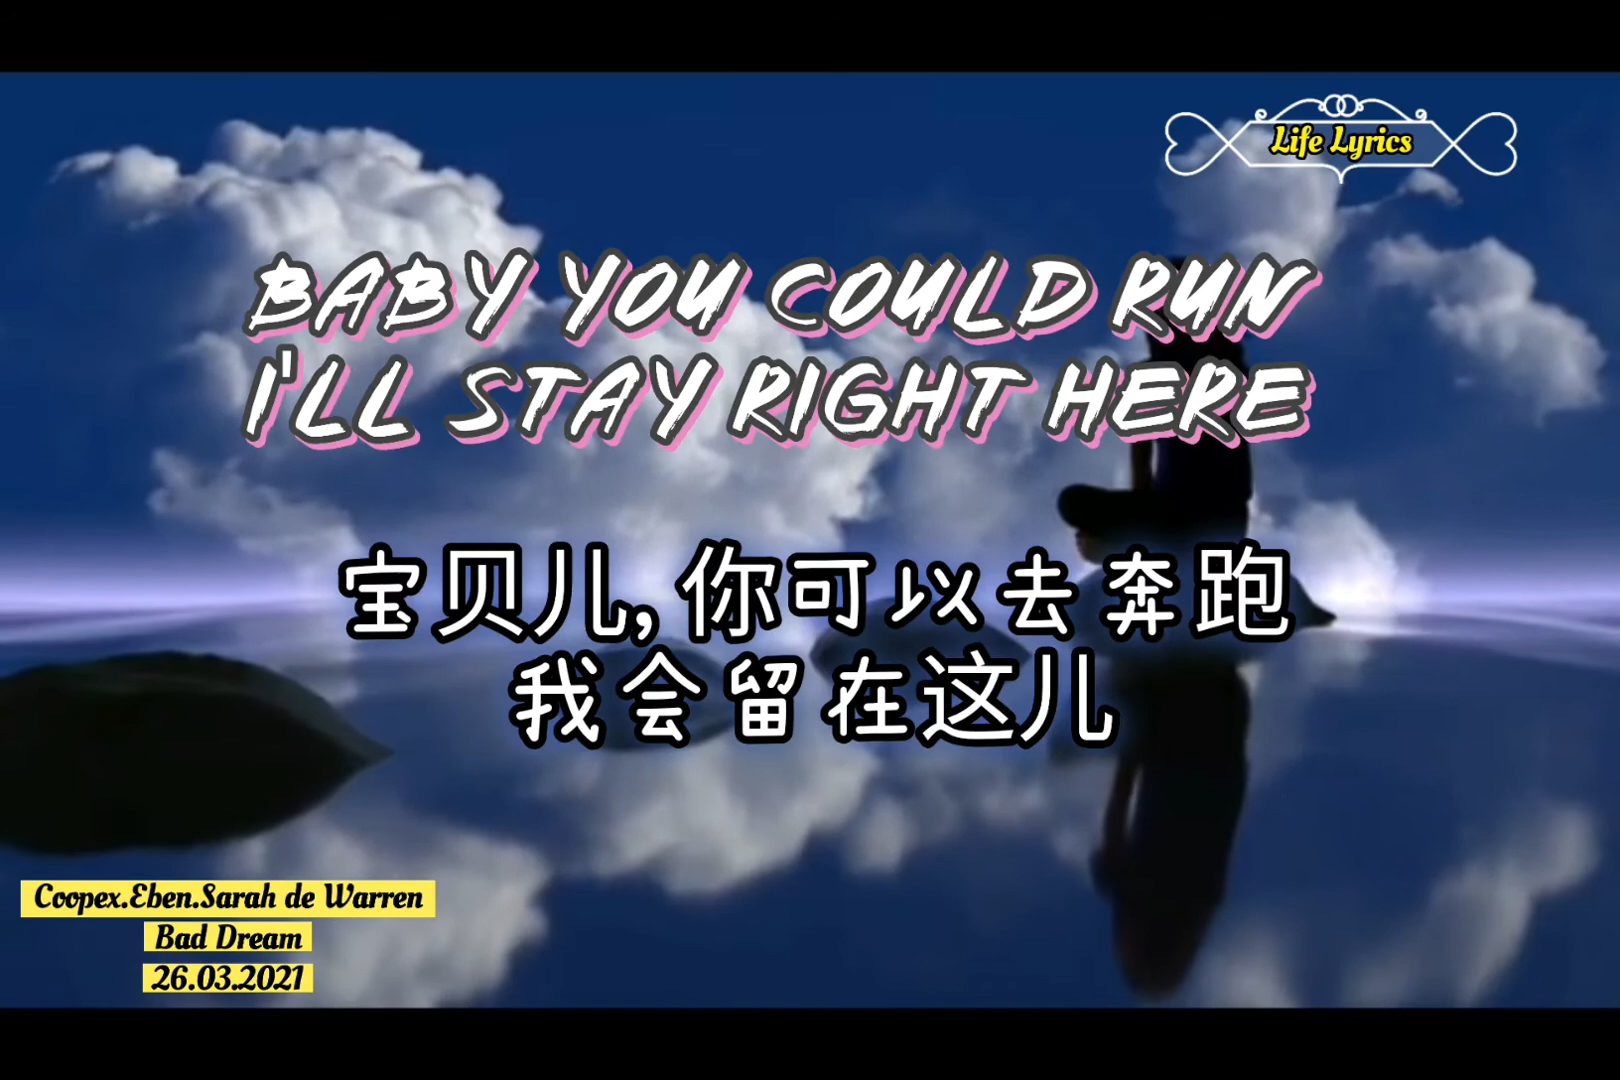 Life Lyrics
BABY YOU COULD RUN
I'LL STAY RIGHT HERE
宝贝儿,你可以去奔跑
我会留在这儿
Coopex.Eben.Sarah de Warren
Bad Dream
26.03.2021